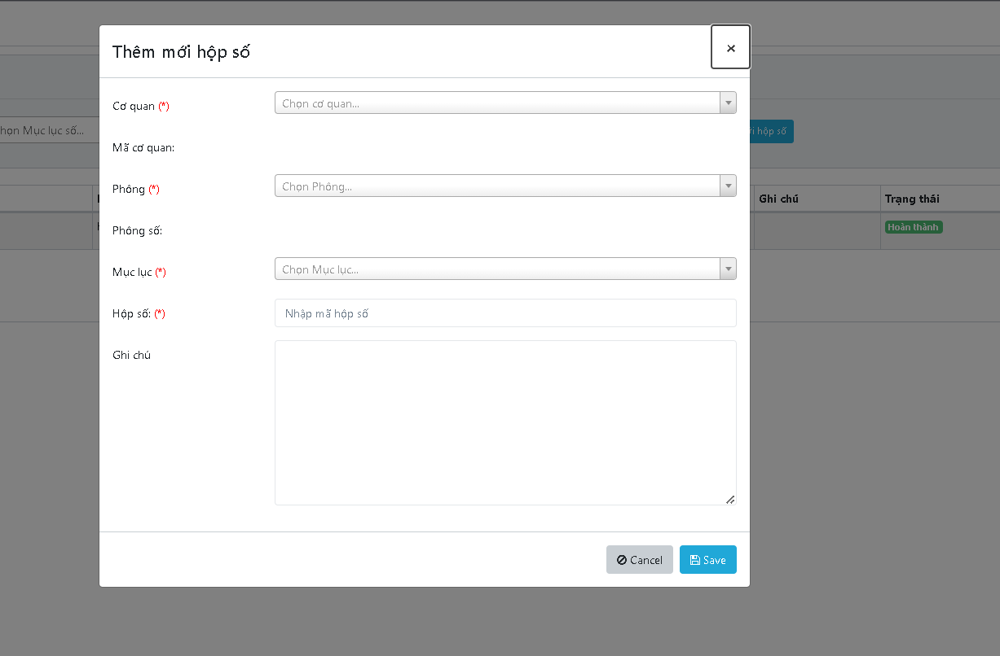 Thêm mới hộp số
×
Cơ quan (*)
Chọn cơ quan...
Mã cơ quan:
Phông (*)
Chọn Phông...
Phông số:
Mục lục (*)
Chọn Mục lục...
Hộp số: (*)
Nhập mã hộp số
Ghi chú
Cancel
Save
họn Mục lục số...
hộp số
Ghi chú
Trạng thái
Hoàn thành